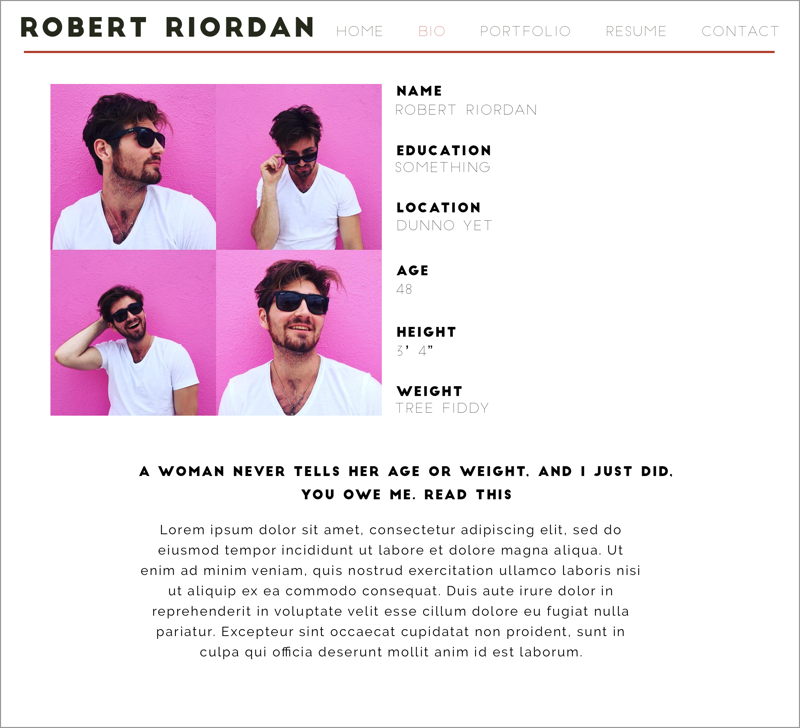 ROBERT RIORDAN HOME BIO PORTFOLIO RESUME CONTACT
NAME
ROBERT RIORDAN
EDUCATION
SOMETHING
LOCATION
DUNNO YET
AGE
48
HEIGHT
3’ 4”
WEIGHT
TREE FIDDY
A WOMAN NEVER TELLS HER AGE OR WEIGHT, AND I JUST DID.
YOU OWE ME. READ THIS
Lorem ipsum dolor sit amet, consectetur adipiscing elit, sed do
eiusmod tempor incididunt ut labore et dolore magna aliqua. Ut
enim ad minim veniam, quis nostrud exercitation ullamco laboris nisi
ut aliquip ex ea commodo consequat. Duis aute irure dolor in
reprehenderit in voluptate velit esse cillum dolore eu fugiat nulla
pariatur. Excepteur sint occaecat cupidatat non proident, sunt in
culpa qui officia deserunt mollit anim id est laborum.